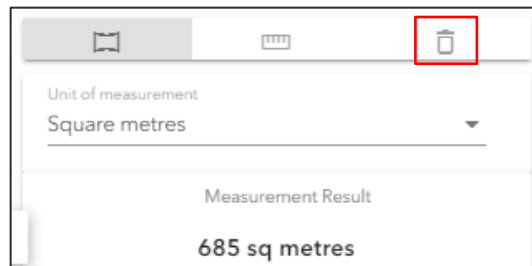 Unit of measurement
Square metres
Measurement Result
685 sq metres